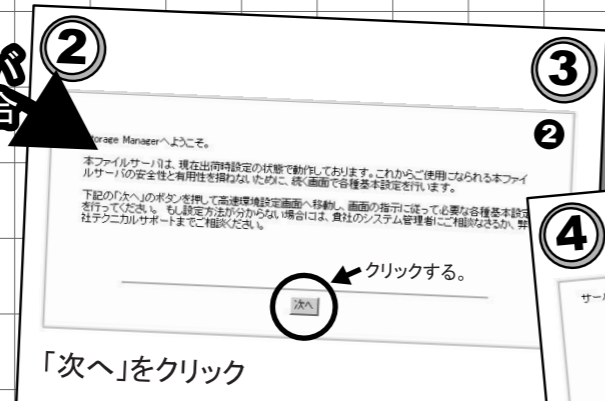 ②
③
バ
合
❷
Storage Managerへようこそ。
本ファイルサーバは、現在出荷時設定の状態で動作しております。これからご使用になられる本ファイ
ルサーバの安全性と有用性を損ねないために、続く画面で各種基本設定を行います。
下記の「次へ」のボタンを押して高速環境設定画面へ移動し、画面の指示に従って必要な各種基本設定
を行ってください。 もし設定方法が分からない場合には、貴社のシステム管理者にご相談なさるか、弊
社テクニカルサポートまでご相談ください。
クリックする。
次へ
「次へ」をクリック
④
サー